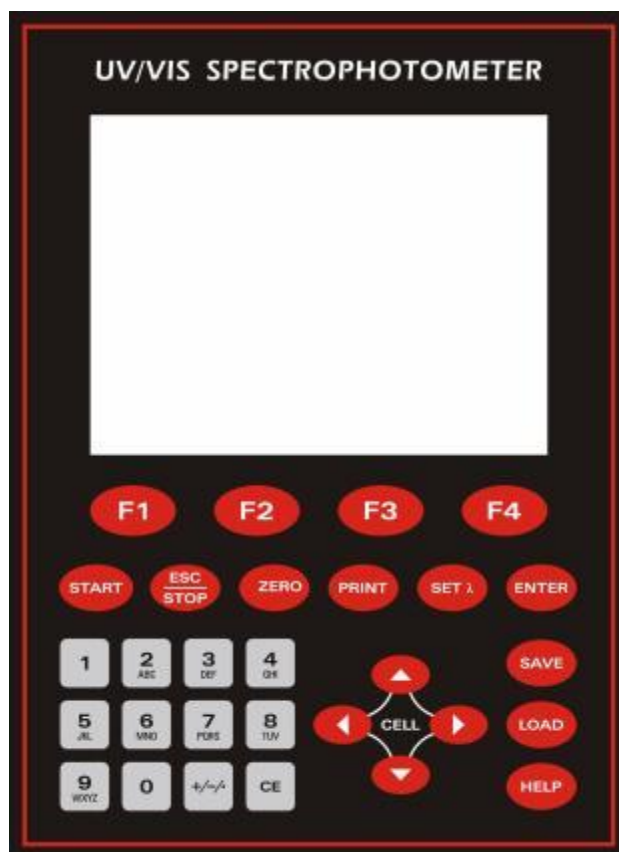 UV/VIS SPECTROPHOTOMETER
F1 F2 F3 F4
START ESC STOP ZERO PRINT SET λ ENTER
1 2 ABC 3 DEF 4 GHI
SAVE
5 JKL 6 MNO 7 PQRS 8 TUV
CELL
LOAD
9 WXYZ 0 +/-/· CE
HELP